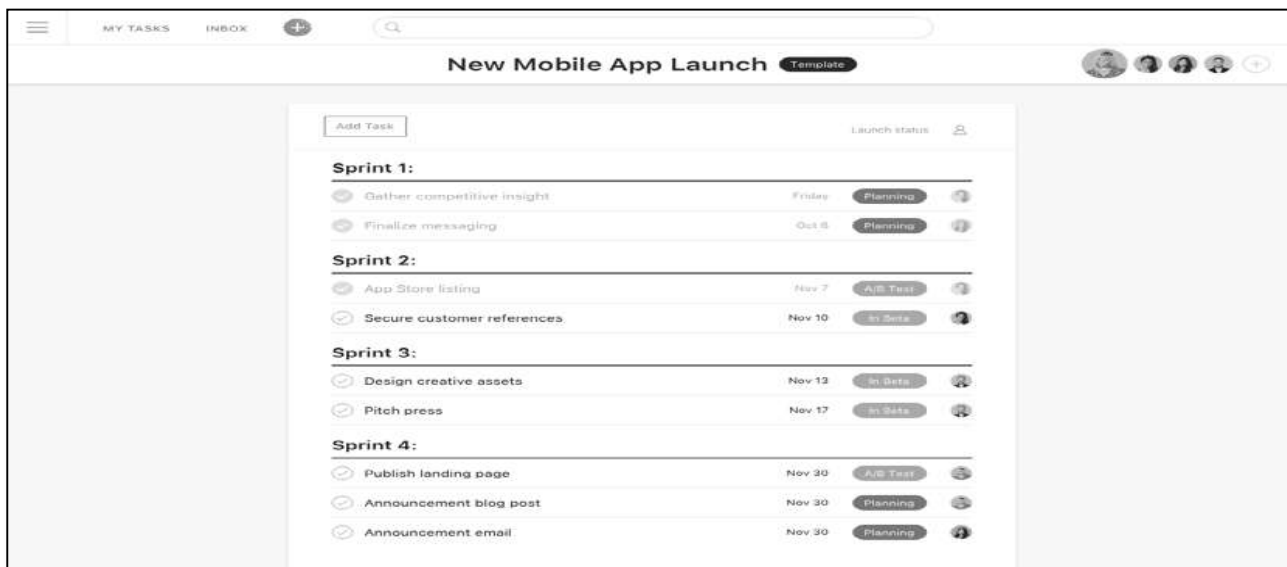 MY TASKS INBOX
New Mobile App Launch Template
Add Task Launch status
Sprint 1:
Gather competitive insight Friday Planning
Finalize messaging Oct 6 Planning
Sprint 2:
App Store listing Nov 7 A/B Test
Secure customer references Nov 10 In Beta
Sprint 3:
Design creative assets Nov 13 In Beta
Pitch press Nov 17 In Beta
Sprint 4:
Publish landing page Nov 30 A/B Test
Announcement blog post Nov 30 Planning
Announcement email Nov 30 Planning